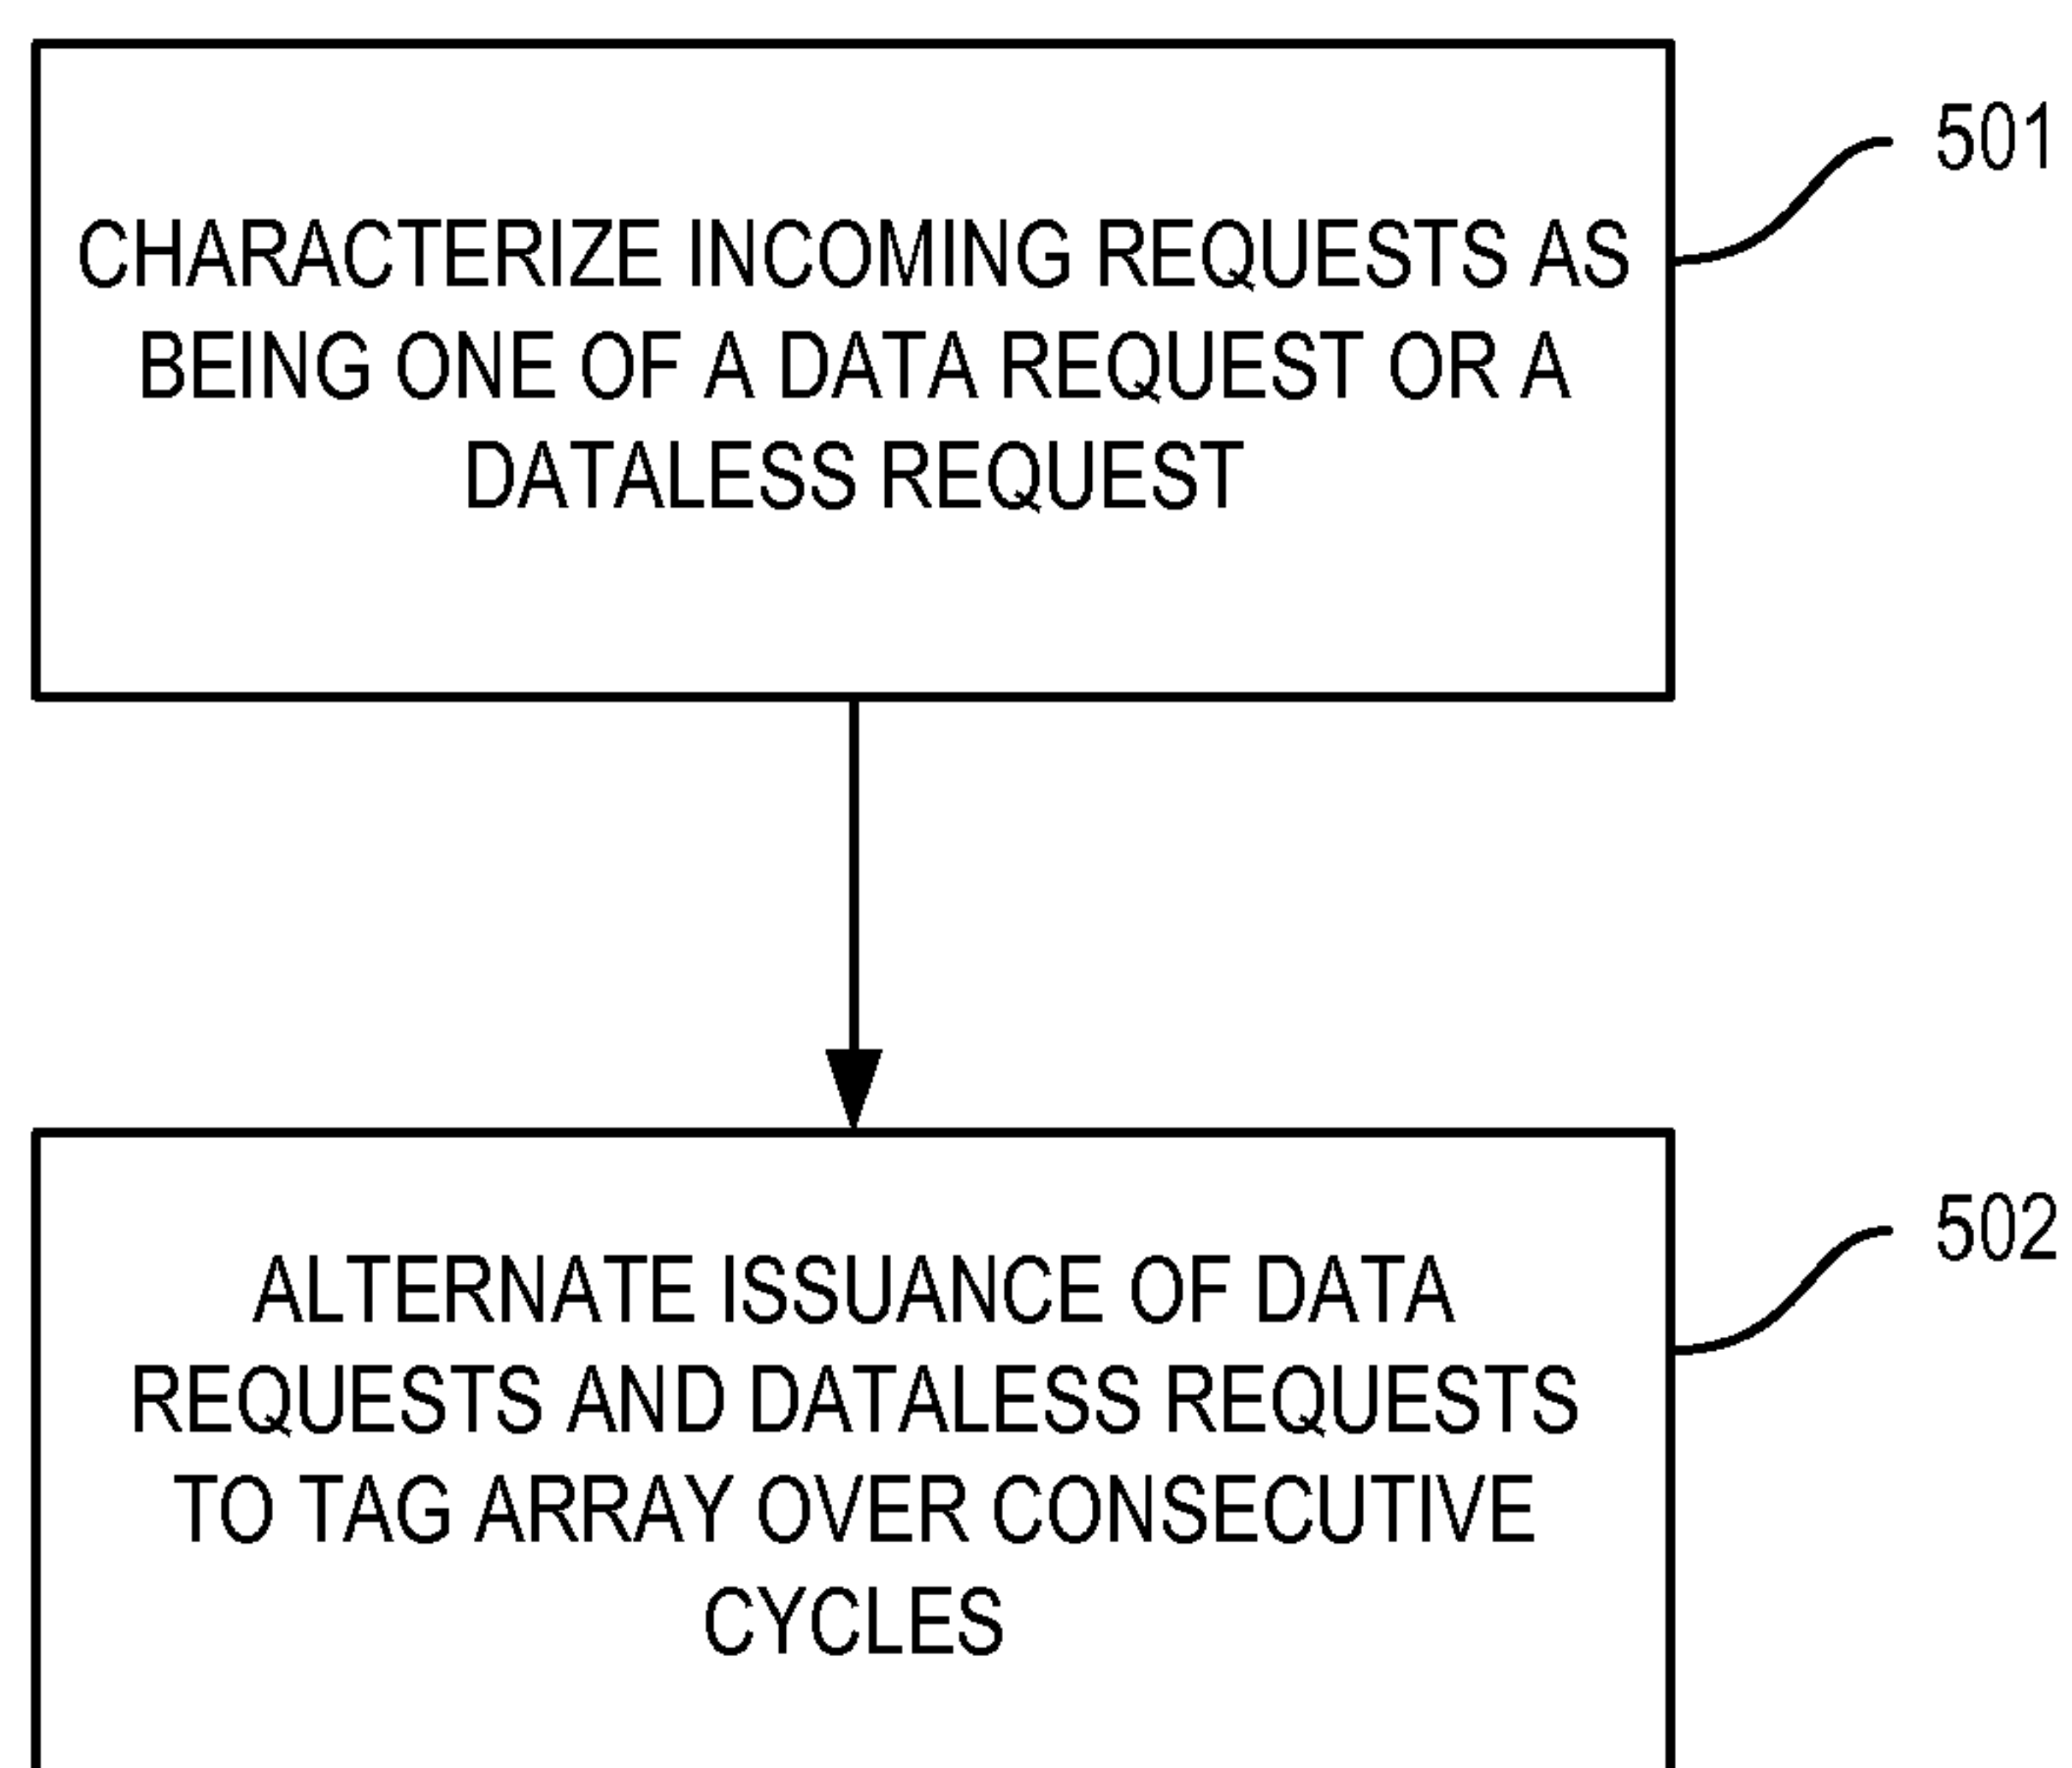 501
CHARACTERIZE INCOMING REQUESTS AS
BEING ONE OF A DATA REQUEST OR A
DATALESS REQUEST
502
ALTERNATE ISSUANCE OF DATA
REQUESTS AND DATALESS REQUESTS
TO TAG ARRAY OVER CONSECUTIVE
CYCLES